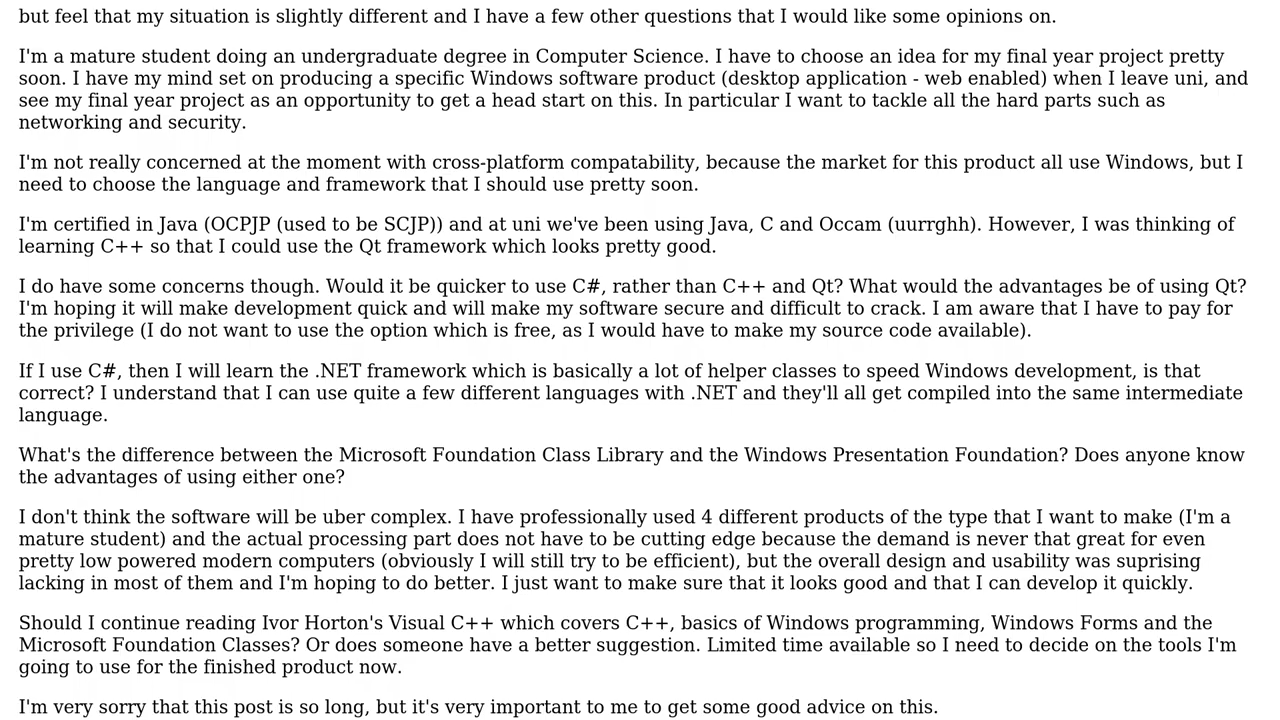 but feel that my situation is slightly different and I have a few other questions that I would like some opinions on.
I'm a mature student doing an undergraduate degree in Computer Science. I have to choose an idea for my final year project pretty
soon. I have my mind set on producing a specific Windows software product (desktop application - web enabled) when I leave uni, and
see my final year project as an opportunity to get a head start on this. In particular I want to tackle all the hard parts such as
networking and security.
I'm not really concerned at the moment with cross-platform compatability, because the market for this product all use Windows, but I
need to choose the language and framework that I should use pretty soon.
I'm certified in Java (OCPJP (used to be SCJP)) and at uni we've been using Java, C and Occam (uurrghh). However, I was thinking of
learning C++ so that I could use the Qt framework which looks pretty good.
I do have some concerns though. Would it be quicker to use C#, rather than C++ and Qt? What would the advantages be of using Qt?
I'm hoping it will make development quick and will make my software secure and difficult to crack. I am aware that I have to pay for
the privilege (I do not want to use the option which is free, as I would have to make my source code available).
If I use C#, then I will learn the .NET framework which is basically a lot of helper classes to speed Windows development, is that
correct? I understand that I can use quite a few different languages with .NET and they'll all get compiled into the same intermediate
language.
What's the difference between the Microsoft Foundation Class Library and the Windows Presentation Foundation? Does anyone know
the advantages of using either one?
I don't think the software will be uber complex. I have professionally used 4 different products of the type that I want to make (I'm a
mature student) and the actual processing part does not have to be cutting edge because the demand is never that great for even
pretty low powered modern computers (obviously I will still try to be efficient), but the overall design and usability was suprising
lacking in most of them and I'm hoping to do better. I just want to make sure that it looks good and that I can develop it quickly.
Should I continue reading Ivor Horton's Visual C++ which covers C++, basics of Windows programming, Windows Forms and the
Microsoft Foundation Classes? Or does someone have a better suggestion. Limited time available so I need to decide on the tools I'm
going to use for the finished product now.
I'm very sorry that this post is so long, but it's very important to me to get some good advice on this.